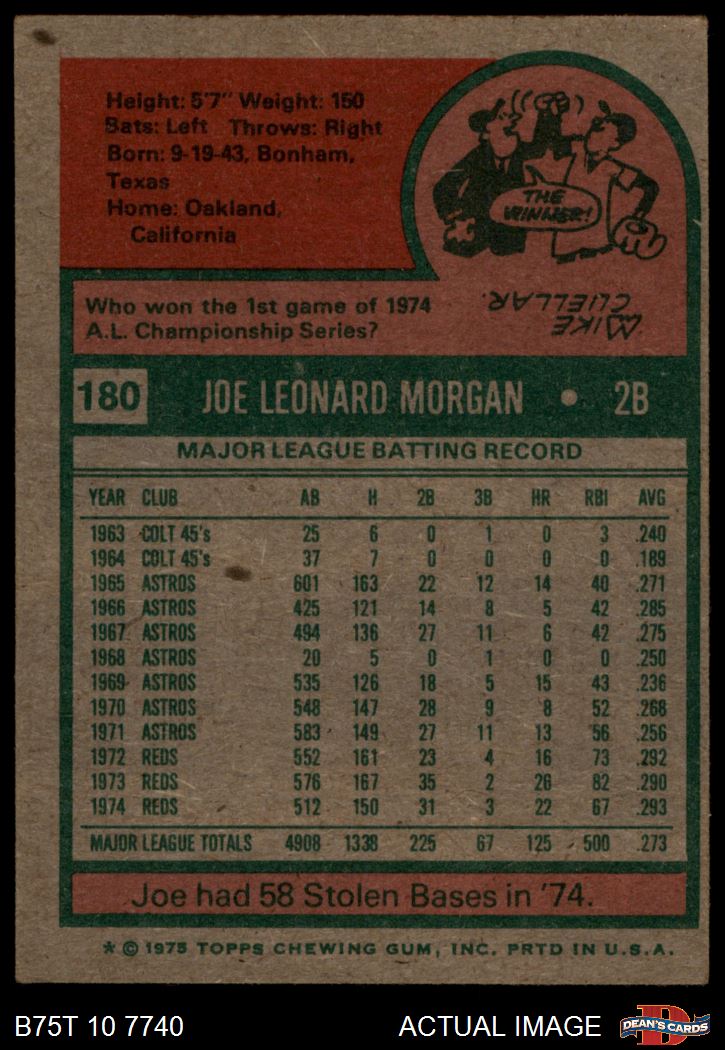 Height: 5'7" Weight: 150
Bats: Left Throws: Right
Born: 9-19-43, Bonham,
Texas
Home: Oakland,
California
THE
WINNER!
Who won the 1st game of 1974
A.L. Championship Series?
MIKE
CUELLAR.
180 JOE LEONARD MORGAN • 2B
MAJOR LEAGUE BATTING RECORD
YEAR CLUB AB H 2B 3B HR RBI AVG
1963 COLT 45's 25 6 0 1 0 3 .240
1964 COLT 45's 37 7 0 0 0 0 .189
1965 ASTROS 601 163 22 12 14 40 .271
1966 ASTROS 425 121 14 8 5 42 .285
1967 ASTROS 494 136 27 11 6 42 .275
1968 ASTROS 20 5 0 1 0 0 .250
1969 ASTROS 535 126 18 5 15 43 .236
1970 ASTROS 548 147 28 9 8 52 .268
1971 ASTROS 583 149 27 11 13 56 .256
1972 REDS 552 161 23 4 16 73 .292
1973 REDS 576 167 35 2 26 82 .290
1974 REDS 512 150 31 3 22 67 .293
MAJOR LEAGUE TOTALS 4908 1338 225 67 125 500 .273
Joe had 58 Stolen Bases in '74.
* © 1975 TOPPS CHEWING GUM, INC. PRTD IN U.S.A.
B75T 10 7740 ACTUAL IMAGE D DEAN'S CARDS